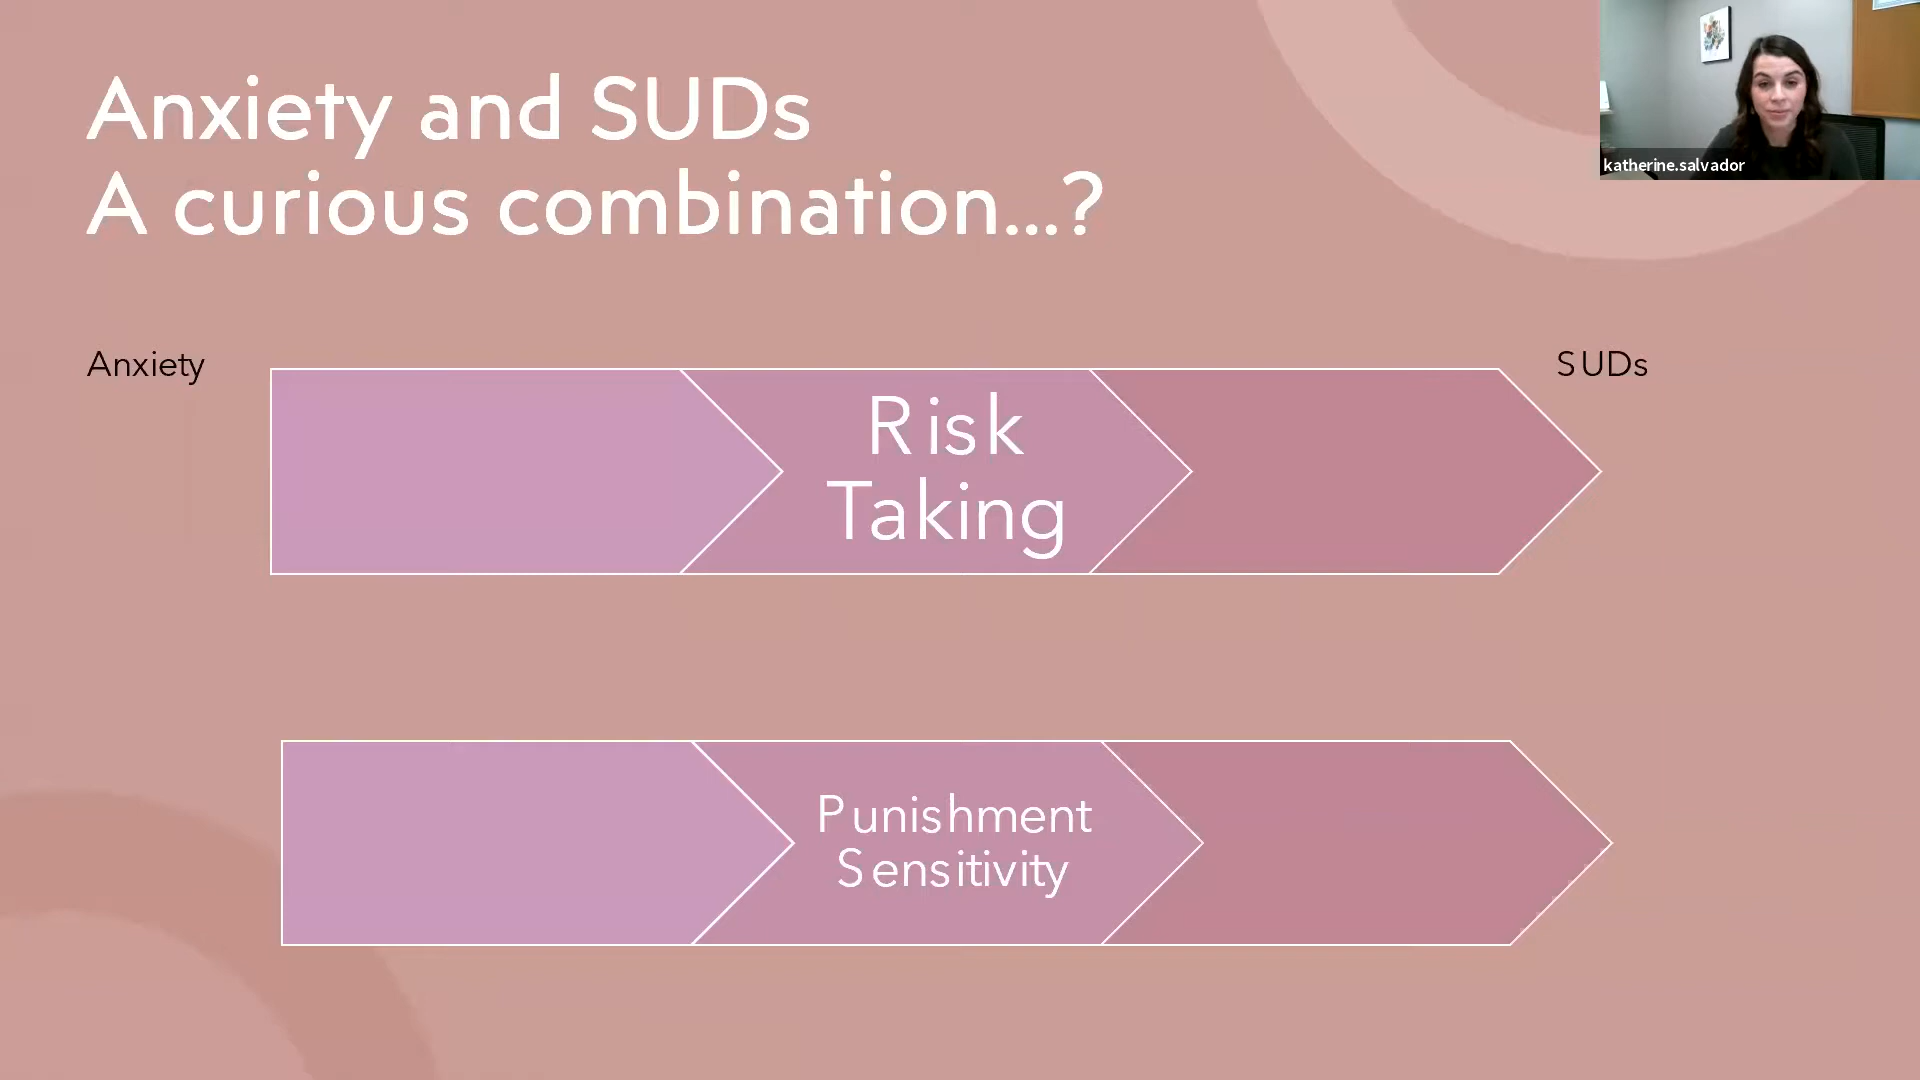 Anxiety and SUDs
A curious combination...?
katherine.salvador
Anxiety
SUDs
Risk
Taking
Punishment
Sensitivity